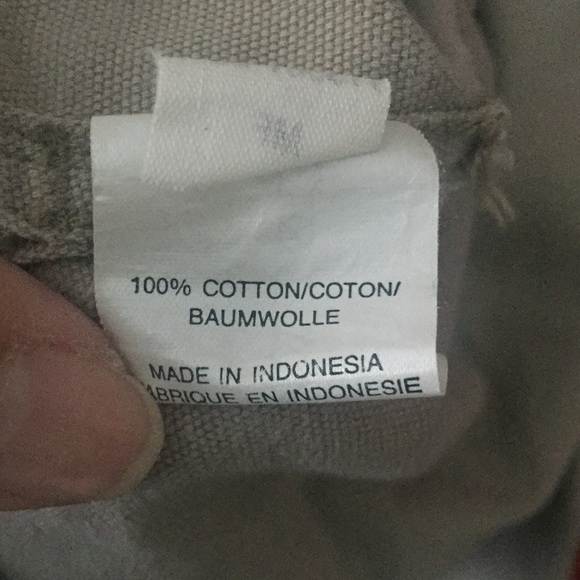 100% COTTON/COTON/
BAUMWOLLE
MADE IN INDONESIA
ABRIQUE EN INDONESIE